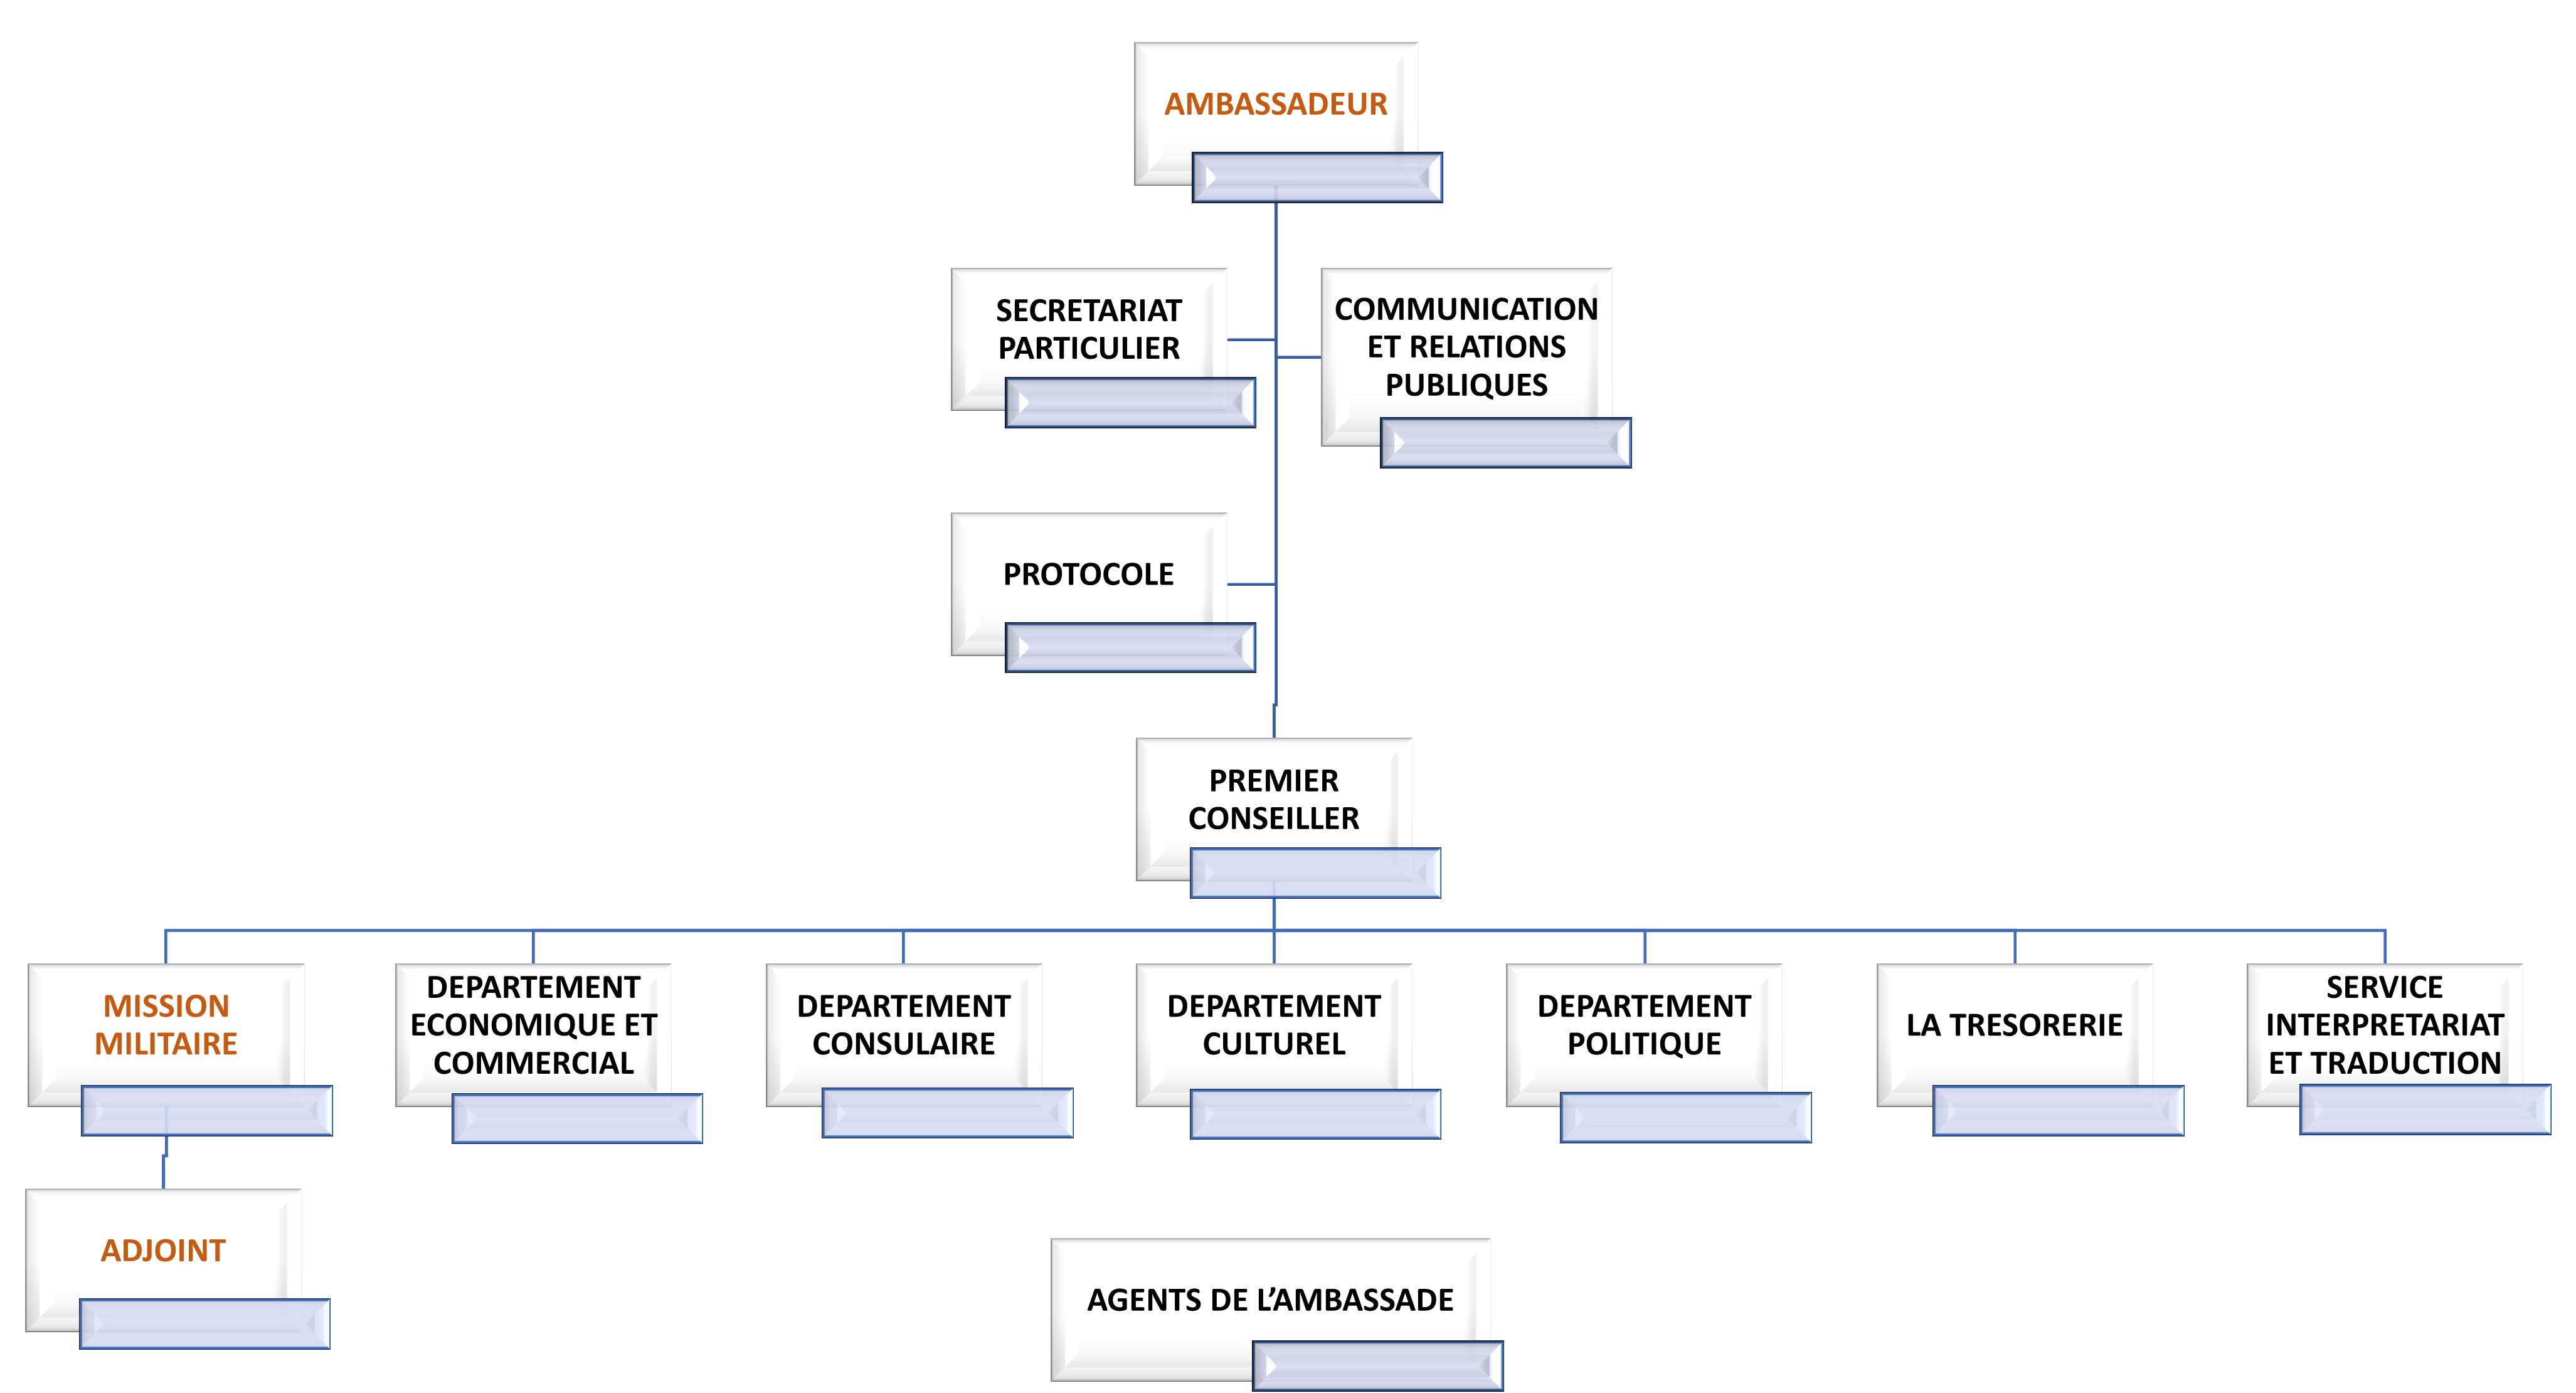 AMBASSADEUR
SECRETARIAT
PARTICULIER
COMMUNICATION
ET RELATIONS
PUBLIQUES
PROTOCOLE
PREMIER
CONSEILLER
MISSION
MILITAIRE
DEPARTEMENT
ECONOMIQUE ET
COMMERCIAL
DEPARTEMENT
CONSULAIRE
DEPARTEMENT
CULTUREL
DEPARTEMENT
POLITIQUE
LA TRESORERIE
SERVICE
INTERPRETARIAT
ET TRADUCTION
ADJOINT
AGENTS DE L’AMBASSADE